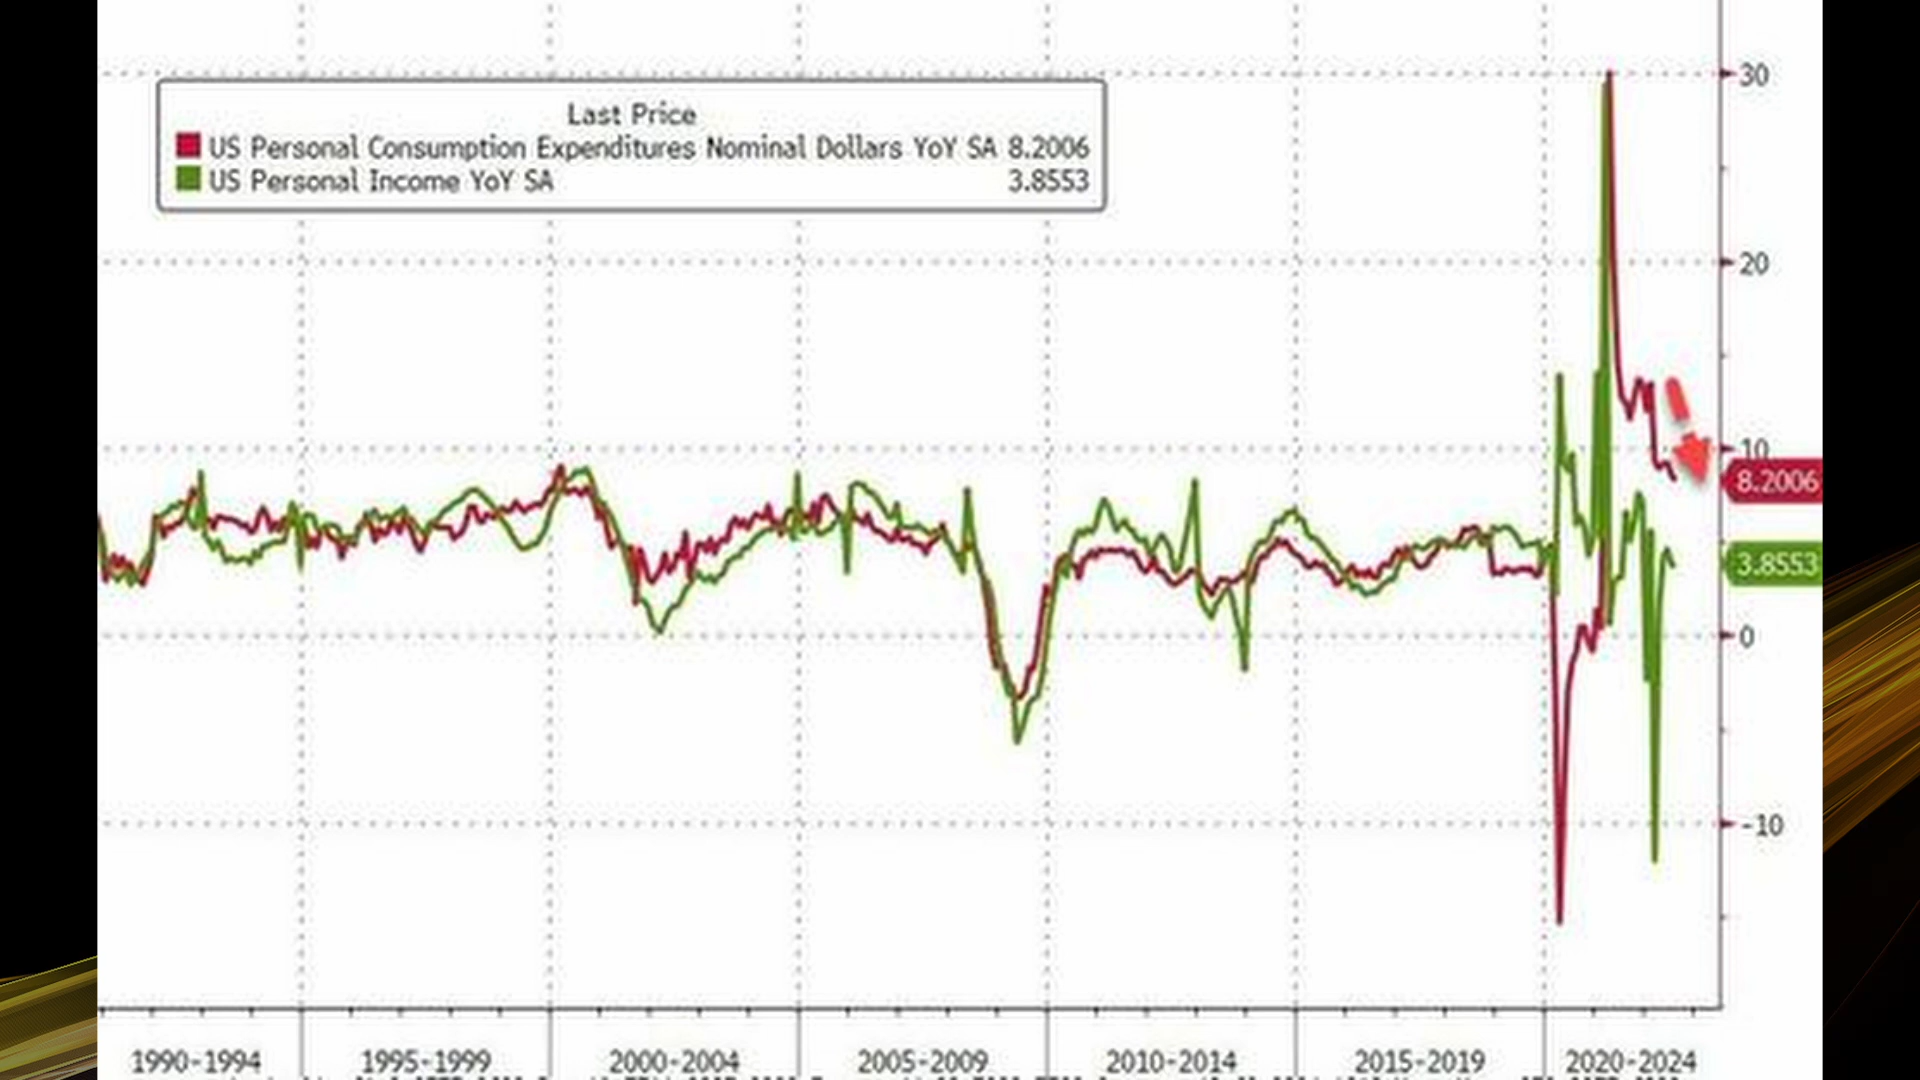 Last Price
US Personal Consumption Expenditures Nominal Dollars YoY SA 8.2006
US Personal Income YoY SA 3.8553
30
20
10
8.2006
3.8553
0
-10
1990-1994 1995-1999 2000-2004 2005-2009 2010-2014 2015-2019 2020-2024